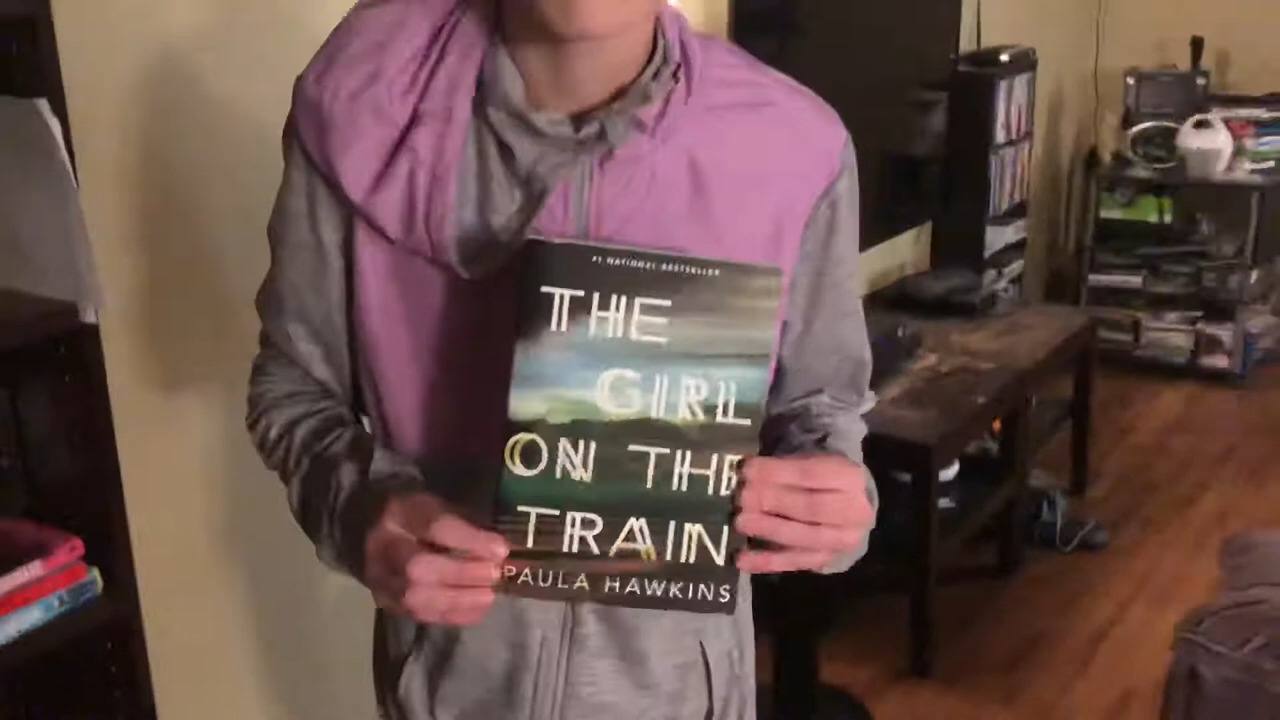 #1 NATIONAL BESTSELLER
THE
GIRL
ON THE
TRAIN
PAULA HAWKINS